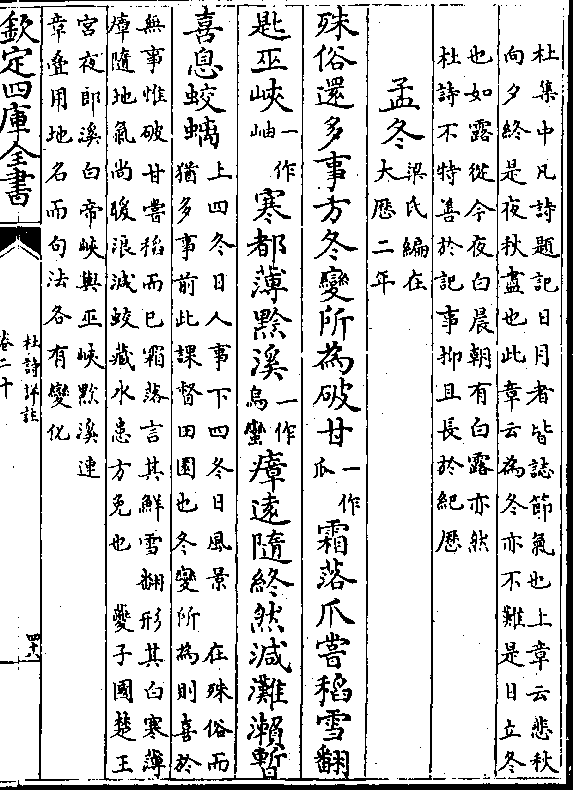 杜集中凡詩題記日月者皆誌節氣也上章云悲秋
向夕終是夜秋盡也此章云為冬亦不難是日立冬
也如露從今夜白晨朝有白露亦然
杜詩不特善於記事抑且長於紀歷
孟冬梁氏編在大歷二年
殊俗還多事方冬變所為破甘一作瓜霜落爪嘗稻雪翻
匙巫峽一作岫寒都薄黔溪一作烏蠻瘴遠隨終然減灘瀨暫
喜息蛟螭上四冬日人事下四冬日風景 在殊俗而
猶多事前此課督田園也冬變所為則喜於
無事惟破甘嘗稻而已霜落言其鮮雪翻形其白寒薄
瘴隨地氣尚暖浪減蛟藏水患方免也 夔子國楚王
宮夜郎溪白帝峽與巫峽黔溪連
章疊用地名而句法各有變化
欽定四庫全書
杜詩詳註
卷二十
四十八